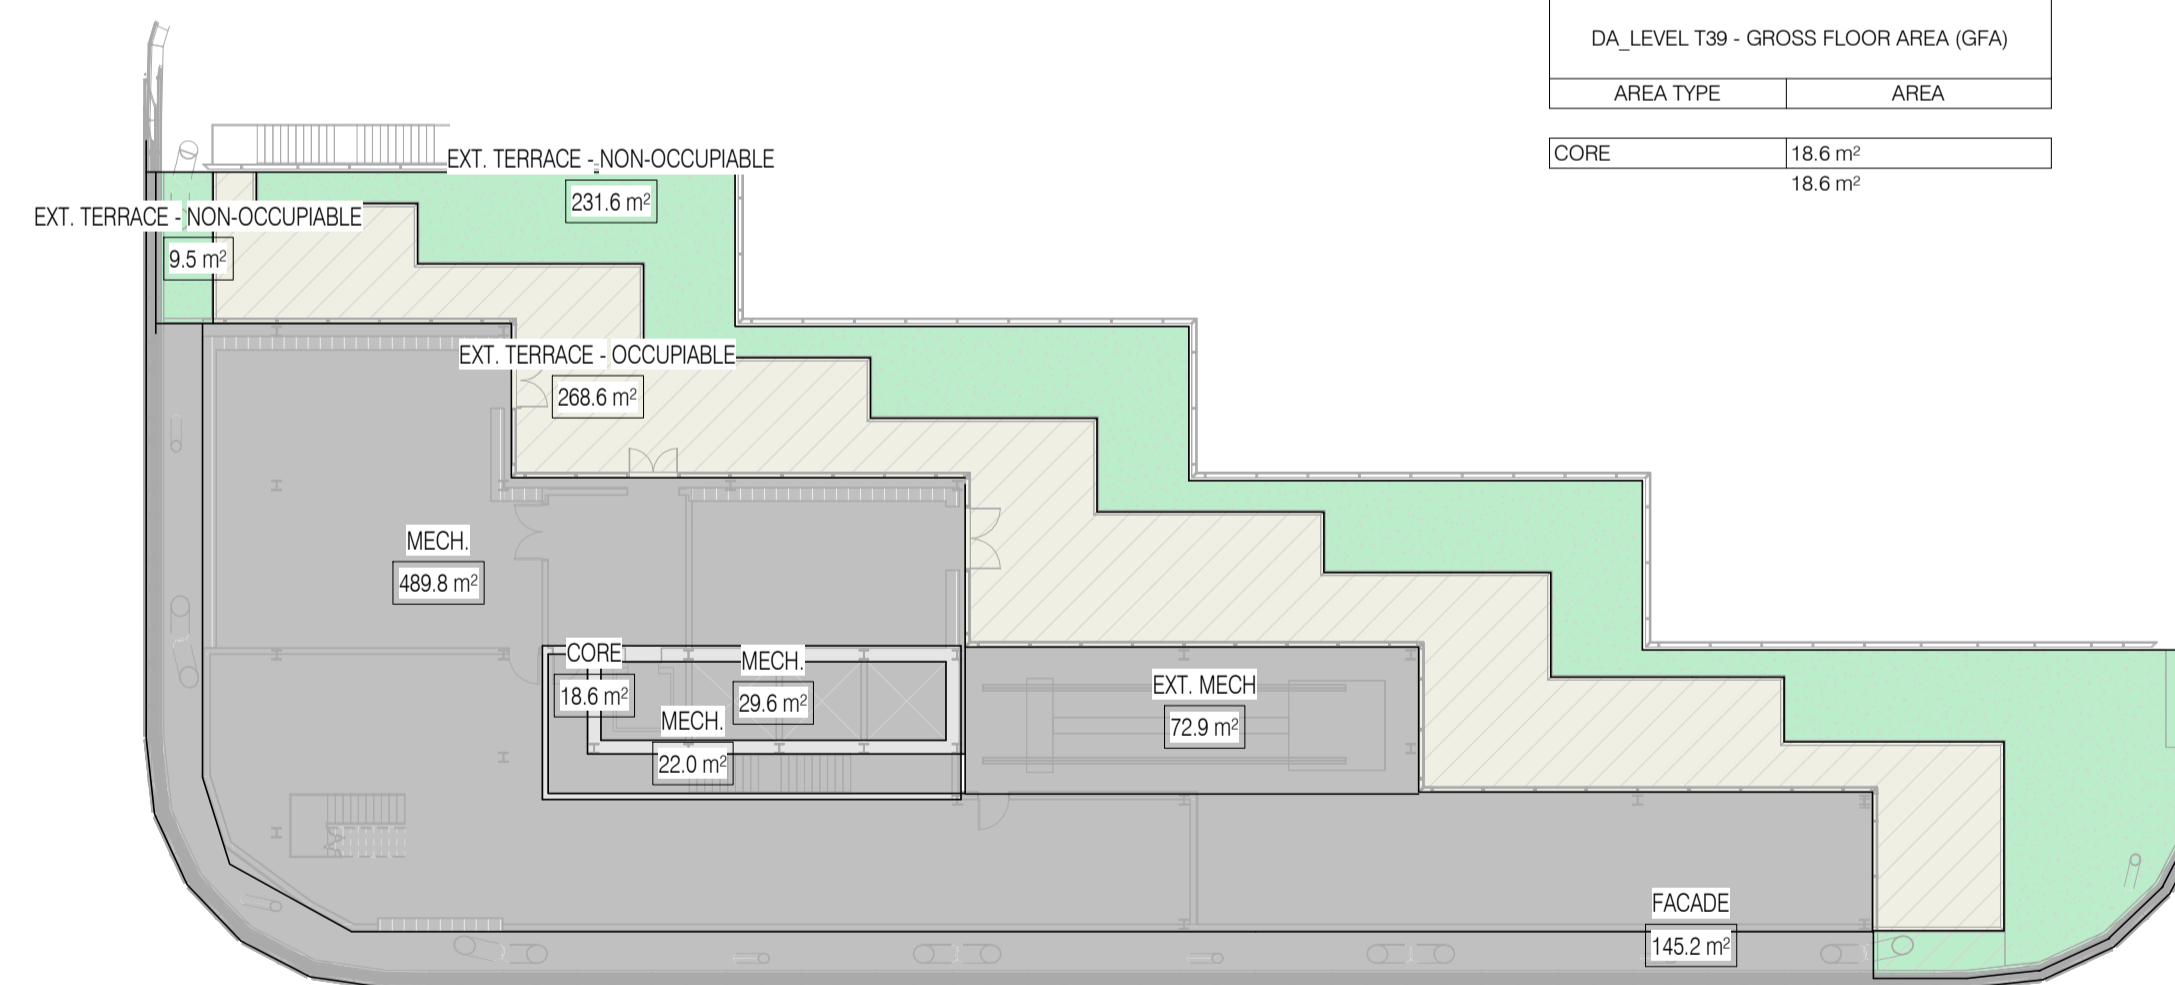 DA_LEVEL T39 - GROSS FLOOR AREA (GFA)
AREA TYPE AREA
CORE 18.6 m²
18.6 m²
EXT. TERRACE - NON-OCCUPIABLE
231.6 m²
EXT. TERRACE - NON-OCCUPIABLE
9.5 m²
EXT. TERRACE - OCCUPIABLE
268.6 m²
MECH.
489.8 m²
CORE
18.6 m²
MECH.
29.6 m²
MECH.
22.0 m²
EXT. MECH
72.9 m²
FACADE
145.2 m²